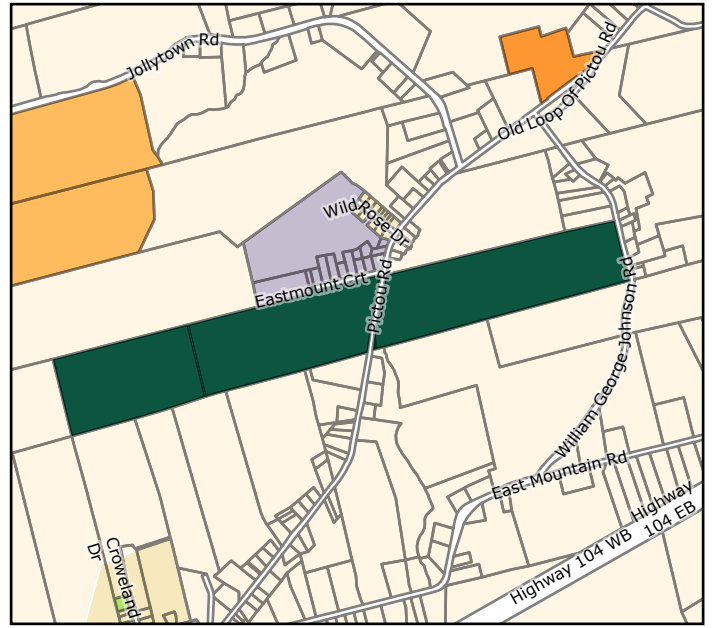 Jollytown Rd
Old Loop Of Pictou Rd
Wild Rose Dr
Eastmount Crt
Pictou Rd
William George Johnson Rd
East Mountain Rd
Highway 104 WB
Highway
104 EB
Croweland
Dr